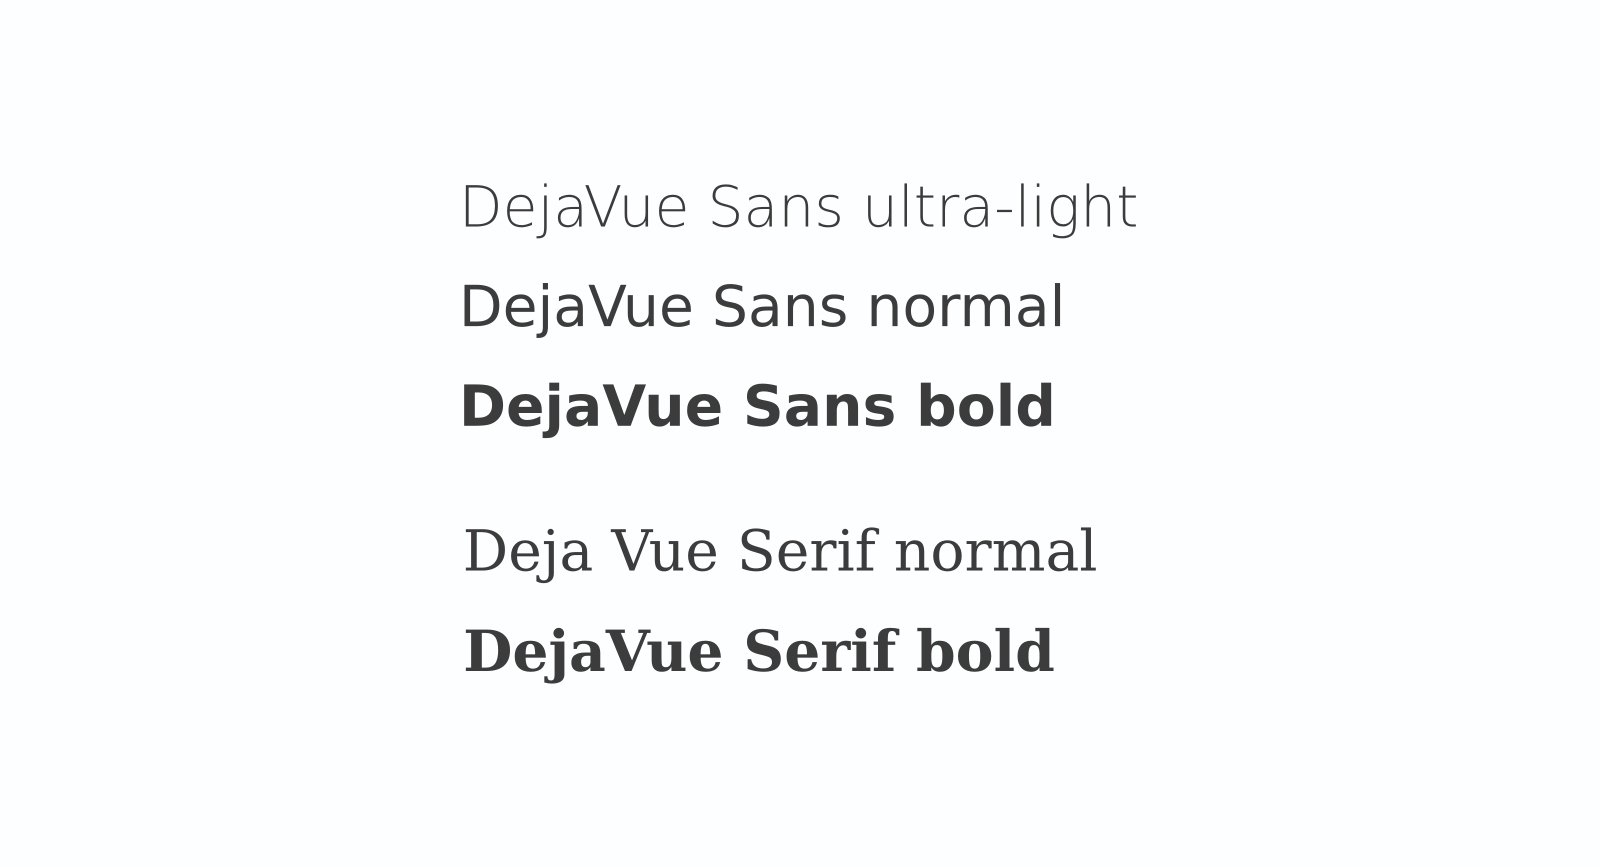 DejaVue Sans ultra-light
DejaVue Sans normal
DejaVue Sans bold
Deja Vue Serif normal
DejaVue Serif bold